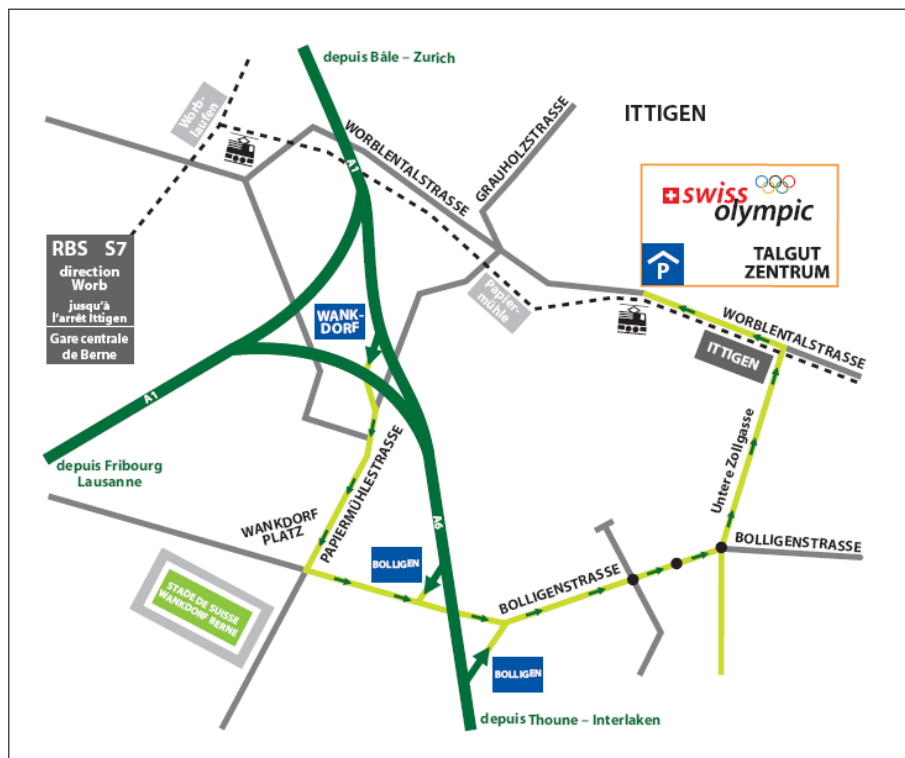 depuis Bâle – Zurich
Worb-
laufen
A1
WORBLENTALSTRASSE
GRAUHOLZSTRASSE
ITTIGEN
swiss
olympic
TALGUT
ZENTRUM
P
RBS S7
direction
Worb
jusqu'à
l'arrêt Ittigen
Gare centrale
de Berne
Papier-
mühle
WANK-
DORF
WORBLENTALSTRASSE
ITTIGEN
A1
depuis Fribourg
Lausanne
PAPIERMÜHLESTRASSE
Untere Zollgasse
WANKDORF
PLATZ
A6
BOLLIGEN
BOLLIGENSTRASSE
BOLLIGENSTRASSE
STADE DE SUISSE
WANKDORF BERNE
BOLLIGEN
depuis Thoune – Interlaken